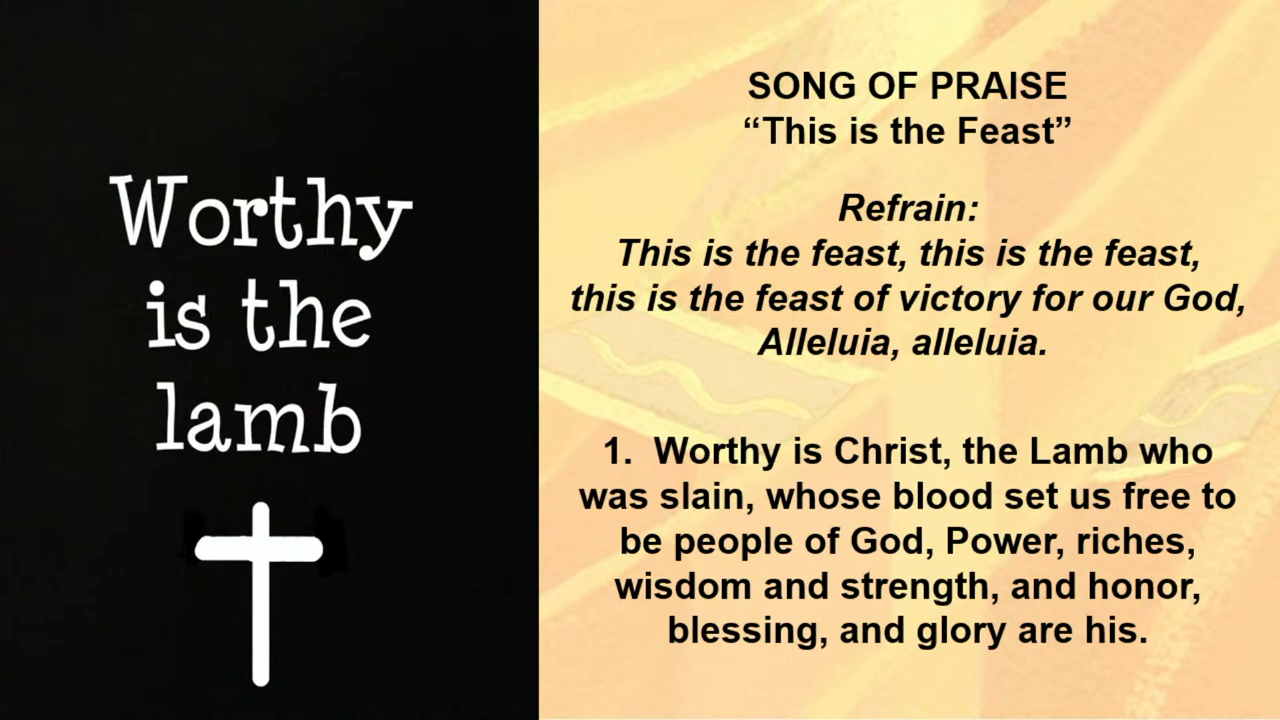 Worthy
is the
lamb
SONG OF PRAISE
“This is the Feast”
Refrain:
This is the feast, this is the feast,
this is the feast of victory for our God,
Alleluia, alleluia.
1.  Worthy is Christ, the Lamb who
was slain, whose blood set us free to
be people of God, Power, riches,
wisdom and strength, and honor,
blessing, and glory are his.